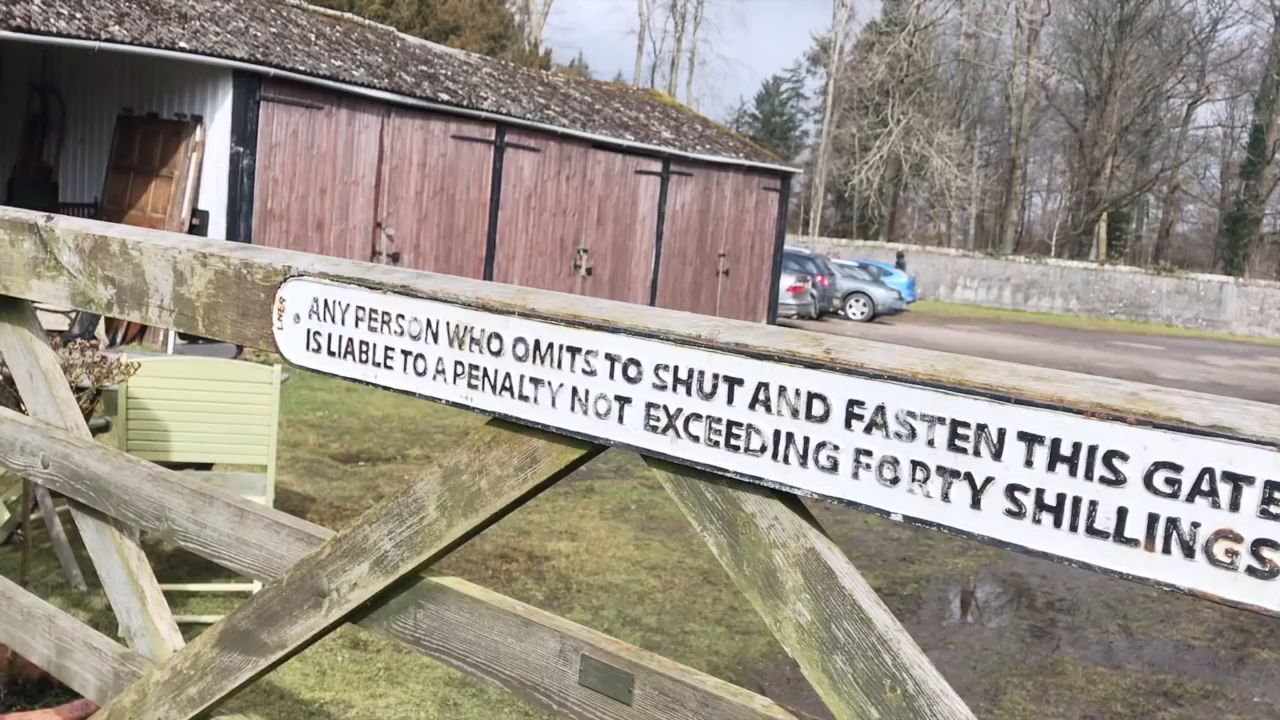 ANY PERSON WHO OMITS TO SHUT AND FASTEN THIS GATE
IS LIABLE TO A PENALTY NOT EXCEEDING FORTY SHILLINGS